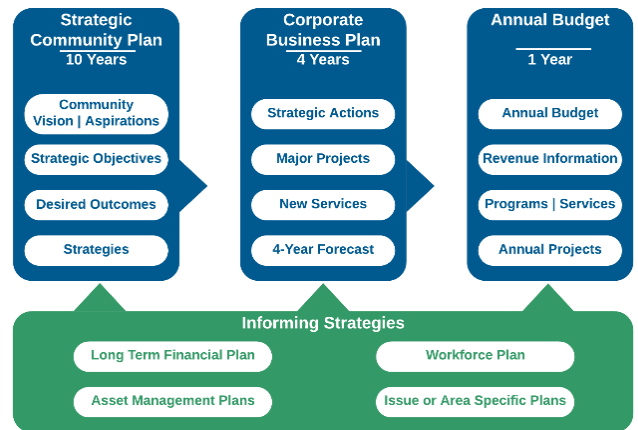 Strategic
Community Plan
10 Years
Community
Vision | Aspirations
Strategic Objectives
Desired Outcomes
Strategies
Corporate
Business Plan
4 Years
Strategic Actions
Major Projects
New Services
4-Year Forecast
Annual Budget
1 Year
Annual Budget
Revenue Information
Programs | Services
Annual Projects
Informing Strategies
Long Term Financial Plan
Workforce Plan
Asset Management Plans
Issue or Area Specific Plans